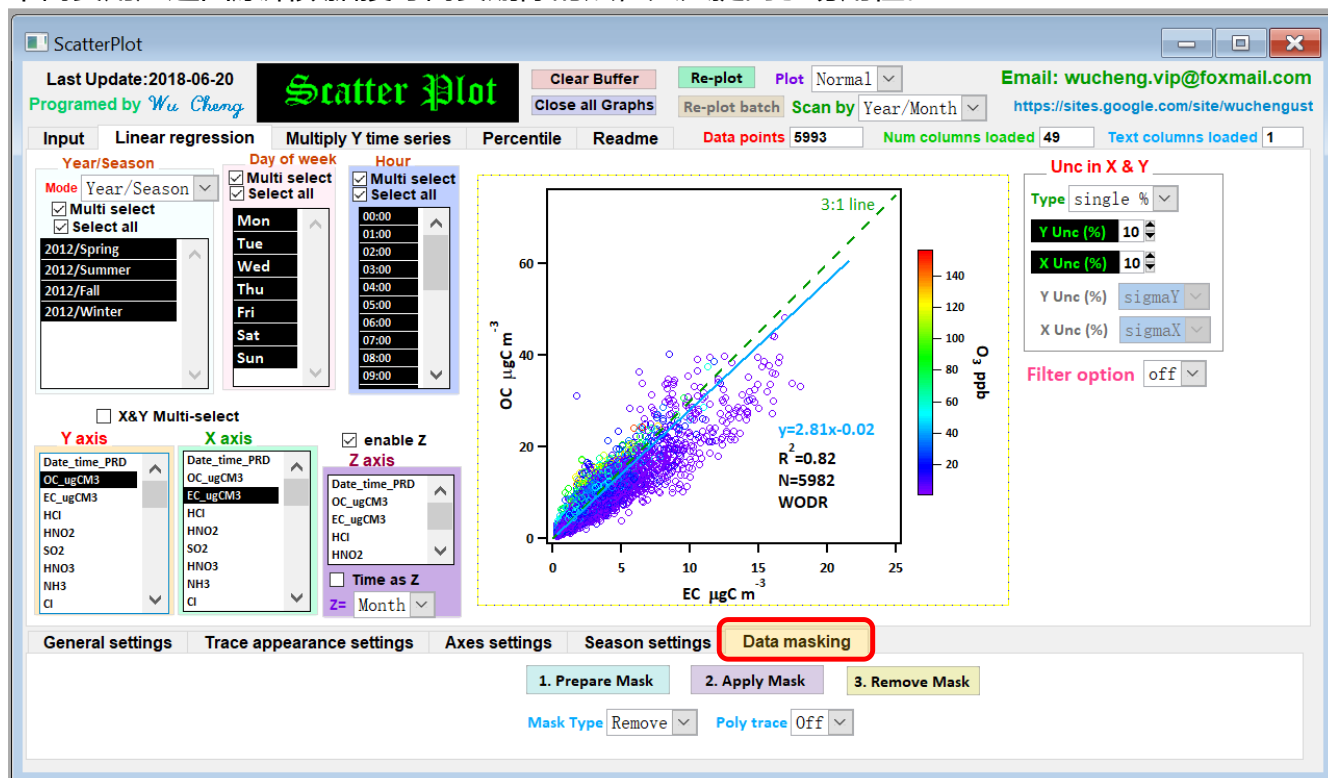 ScatterPlot
Last Update:2018-06-20
Programed by Wu Cheng
Scatter Plot
Clear Buffer
Close all Graphs
Re-plot
Plot Normal
Re-plot batch
Scan by Year/Month
Email: wucheng.vip@foxmail.com
https://sites.google.com/site/wuchengust
Input
Linear regression
Multiply Y time series
Percentile
Readme
Data points 5993
Num columns loaded 49
Text columns loaded 1
Year/Season
Mode Year/Season
Multi select
Select all
2012/Spring
2012/Summer
2012/Fall
2012/Winter
Day of week
Multi select
Select all
Mon
Tue
Wed
Thu
Fri
Sat
Sun
Hour
Multi select
Select all
00:00
01:00
02:00
03:00
04:00
05:00
06:00
07:00
08:00
09:00
X&Y Multi-select
Y axis
Date_time_PRD
OC_ugCM3
EC_ugCM3
HCl
HNO2
SO2
HNO3
NH3
Cl
X axis
Date_time_PRD
OC_ugCM3
EC_ugCM3
HCl
HNO2
SO2
HNO3
NH3
Cl
enable Z
Z axis
Date_time_PRD
OC_ugCM3
EC_ugCM3
HCl
HNO2
Time as Z
Z= Month
3:1 line
60
40
20
0
OC μgC m-3
0 5 10 15 20 25
EC μgC m-3
y=2.81x-0.02
R2=0.82
N=5982
WODR
140
120
100
80
60
40
20
O3 ppb
Unc in X & Y
Type single %
Y Unc (%) 10
X Unc (%) 10
Y Unc (%) sigmaY
X Unc (%) sigmaX
Filter option off
General settings
Trace appearance settings
Axes settings
Season settings
Data masking
1. Prepare Mask
2. Apply Mask
3. Remove Mask
Mask Type Remove
Poly trace Off